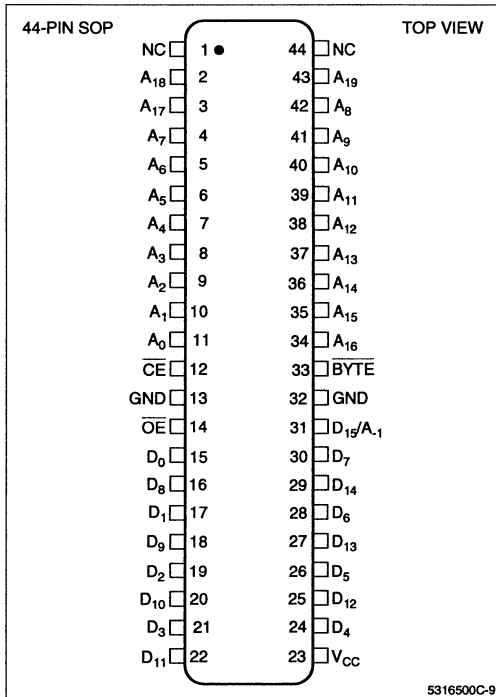 44-PIN SOP TOP VIEW
NC 1 44 NC
A18 2 43 A19
A17 3 42 A8
A7 4 41 A9
A6 5 40 A10
A5 6 39 A11
A4 7 38 A12
A3 8 37 A13
A2 9 36 A14
A1 10 35 A15
A0 11 34 A16
C̅E̅ 12 33 B̅Y̅T̅E̅
GND 13 32 GND
O̅E̅ 14 31 D15/A-1
D0 15 30 D7
D8 16 29 D14
D1 17 28 D6
D9 18 27 D13
D2 19 26 D5
D10 20 25 D12
D3 21 24 D4
D11 22 23 VCC
5316500C-9